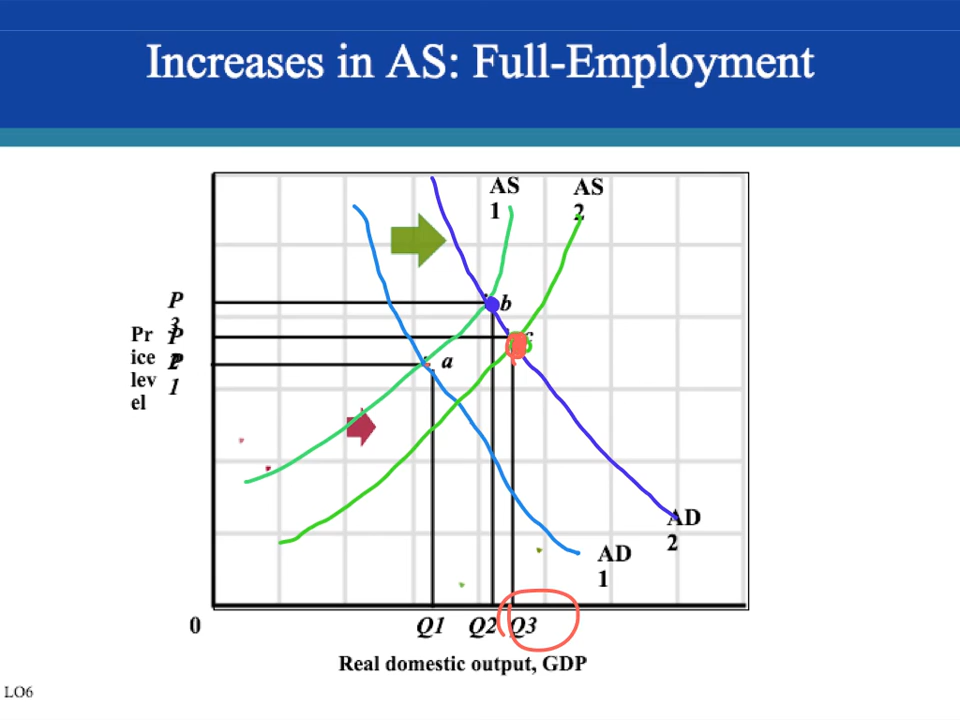 Increases in AS: Full-Employment
AS
1
AS
2
P
3
P
2
P
1
Pr
ice
lev
el
b
c
a
AD
2
AD
1
0
Q1
Q2
Q3
Real domestic output, GDP
LO6